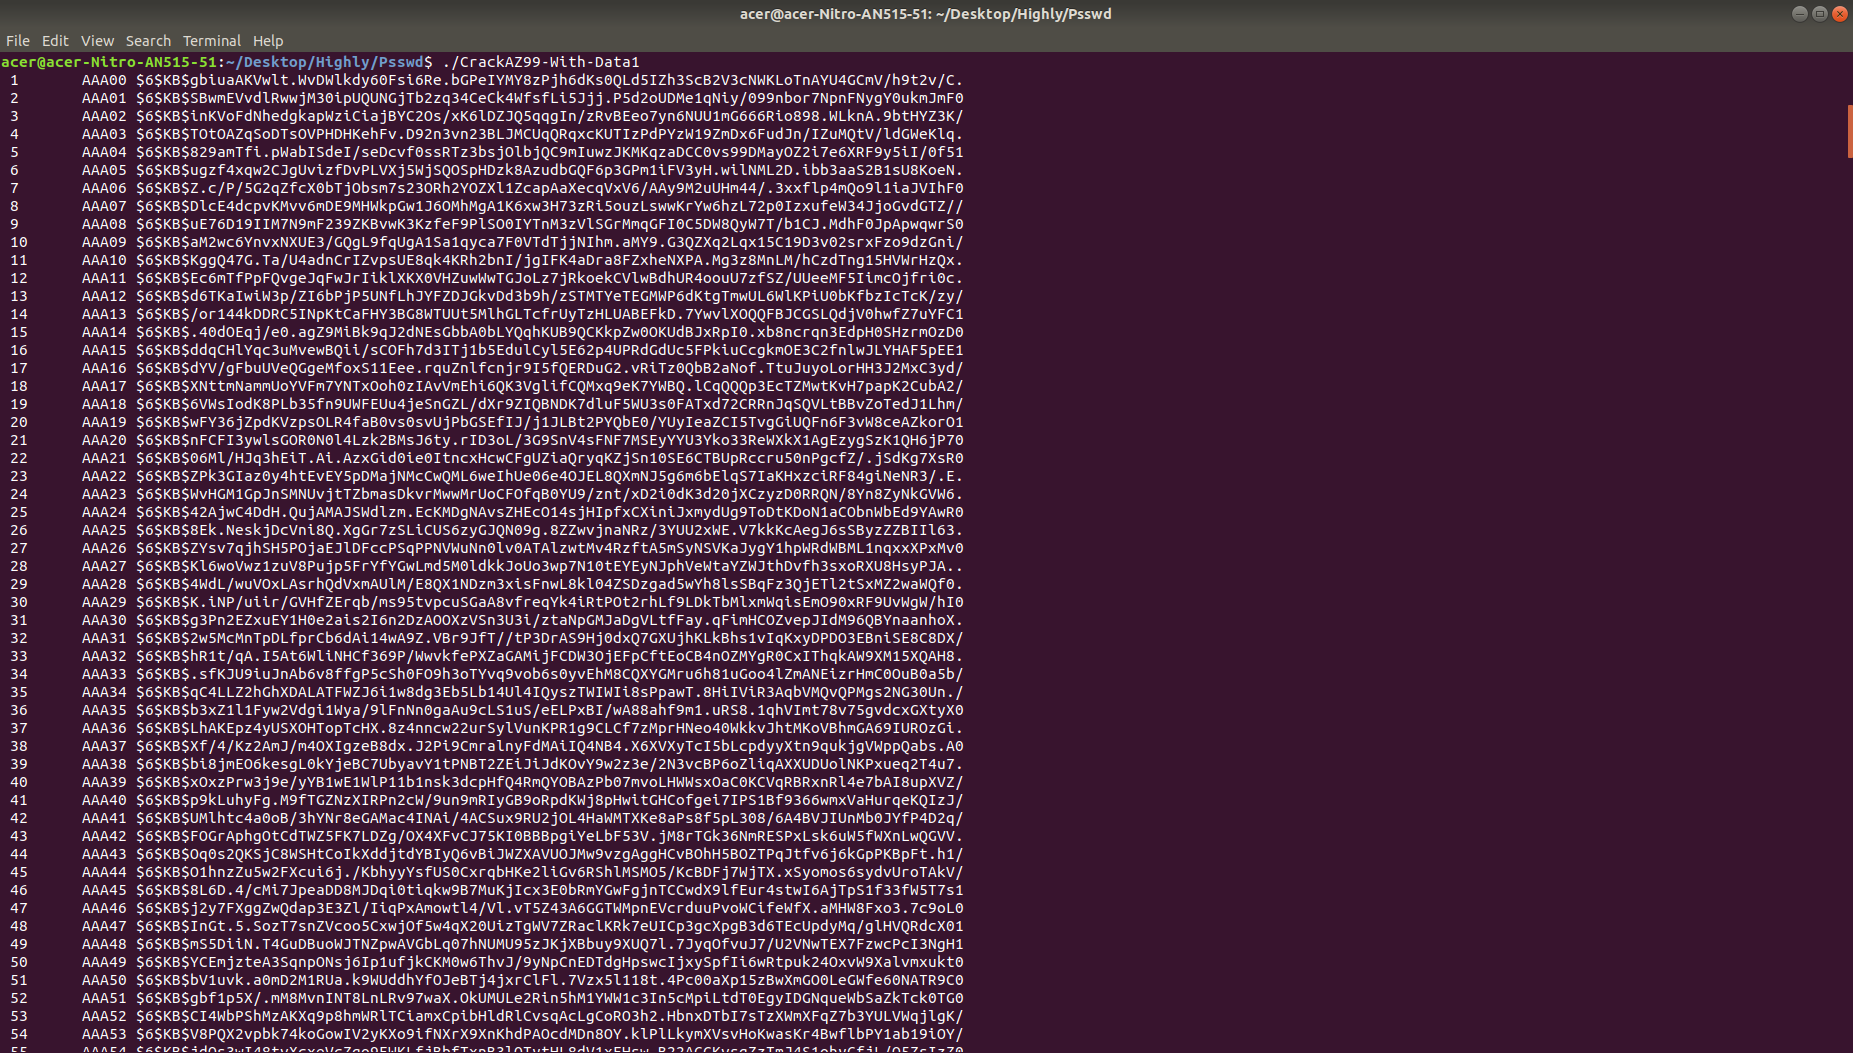 acer@acer-Nitro-AN515-51: ~/Desktop/Highly/Psswd
File Edit View Search Terminal Help
acer@acer-Nitro-AN515-51:~/Desktop/Highly/Psswd$ ./CrackAZ99-With-Data1
1 AAA00 $6$KB$gbiuaAKVwlt.WvDWlkdy60Fsi6Re.bGPeIYMY8zPjh6dKs0QLd5IZh3ScB2V3cNWKLoTnAYU4GCmV/h9t2v/C.
2 AAA01 $6$KB$SBwmEVvdlRwwjM30ipUQUNGjTb2zq34CeCk4WfsfLi5Jjj.P5d2oUDMe1qNiy/099nbor7NpnFNygY0ukmJmF0
3 AAA02 $6$KB$inKVoFdNhedgkapWziCiajBYC2Os/xK6lDZJQ5qqgIn/zRvBEeo7yn6NUU1mG666Rio898.WLknA.9btHYZ3K/
4 AAA03 $6$KB$TOtOAZqSoDTsOVPHDHKehFv.D92n3vn23BLJMCUqQRqxcKUTIzPdPYzW19ZmDx6FudJn/IZuMQtV/ldGWeKlq.
5 AAA04 $6$KB$829amTfi.pWabISdeI/seDcvf0ssRTz3bsjOlbjQC9mIuwzJKMKqzaDCC0vs99DMayOZ2i7e6XRF9y5iI/0f51
6 AAA05 $6$KB$ugzf4xqw2CJgUvizfDvPLVXj5WjSQOSpHDzk8AzudbGQF6p3GPm1iFV3yH.wilNML2D.ibb3aaS2B1sU8KoeN.
7 AAA06 $6$KB$Z.c/P/5G2qZfcX0bTjObsm7s23ORh2YOZXl1ZcapAaXecqVxV6/AAy9M2uUHm44/.3xxflp4mQo9l1iaJVIhF0
8 AAA07 $6$KB$DlcE4dcpvKMvv6mDE9MHWkpGw1J6OMhMgA1K6xw3H73zRi5ouzLswwKrYw6hzL72p0IzxufeW34JjoGvdGTZ//
9 AAA08 $6$KB$uE76D19IIM7N9mF239ZKBvwK3KzfeF9PlSO0IYTnM3zVlSGrMmqGFI0C5DW8QyW7T/b1CJ.MdhF0JpApwqwrS0
10 AAA09 $6$KB$aM2wc6YnvxNXUE3/GQgL9fqUgA1Sa1qyca7F0VTdTjjNIhm.aMY9.G3QZXq2Lqx15C19D3v02srxFzo9dzGni/
11 AAA10 $6$KB$KggQ47G.Ta/U4adnCrIZvpsUE8qk4KRh2bnI/jgIFK4aDra8FZxheNXPA.Mg3z8MnLM/hCzdTng15HVWrHzQx.
12 AAA11 $6$KB$Ec6mTfPpFQvgeJqFwJrIiklXKX0VHZuwWwTGJoLz7jRkoekCVlwBdhUR4oouU7zfSZ/UUeeMF5IimcOjfri0c.
13 AAA12 $6$KB$d6TKaIwiW3p/ZI6bPjP5UNfLhJYFZDJGkvDd3b9h/zSTMTYeTEGMWP6dKtgTmwUL6WlKPiU0bKfbzIcTcK/zy/
14 AAA13 $6$KB$/or144kDDRC5INpKtCaFHY3BG8WTUUt5MlhGLTcfrUyTzHLUABEFkD.7YwvlXOQQFBJCGSLQdjV0hwfZ7uYFC1
15 AAA14 $6$KB$.40dOEqj/e0.agZ9MiBk9qJ2dNEsGbbA0bLYQqhKUB9QCKkpZw0OKUdBJxRpI0.xb8ncrqn3EdpH0SHzrmOzD0
16 AAA15 $6$KB$ddqCHlYqc3uMvewBQii/sCOFh7d3ITj1b5EdulCyl5E62p4UPRdGdUc5FPkiuCcgkmOE3C2fnlwJLYHAF5pEE1
17 AAA16 $6$KB$dYV/gFbuUVeQGgeMfoxS11Eee.rquZnlfcnjr9I5fQERDuG2.vRiTz0QbB2aNof.TtuJuyoLorHH3J2MxC3yd/
18 AAA17 $6$KB$XNttmNammUoYVFm7YNTxOoh0zIAvVmEhi6QK3VglifCQMxq9eK7YWBQ.lCqQQQp3EcTZMwtKvH7papK2CubA2/
19 AAA18 $6$KB$6VWsIodK8PLb35fn9UWFEUu4jeSnGZL/dXr9ZIQBNDK7dluF5WU3s0FATxd72CRRnJqSQVLtBBvZoTedJ1Lhm/
20 AAA19 $6$KB$wFY36jZpdKVzpsOLR4faB0vs0svUjPbGSEfIJ/j1JLBt2PYQbE0/YUyIeaZCI5TvgGiUQFn6F3vW8ceAZkorO1
21 AAA20 $6$KB$nFCFI3ywlsGOR0N0l4Lzk2BMsJ6ty.rID3oL/3G9SnV4sFNF7MSEyYYU3Yko33ReWXkX1AgEzygSzK1QH6jP70
22 AAA21 $6$KB$06Ml/HJq3hEiT.Ai.AzxGid0ie0ItncxHcwCFgUZiaQryqKZjSn10SE6CTBUpRccru50nPgcfZ/.jSdKg7XsR0
23 AAA22 $6$KB$ZPk3GIaz0y4htEvEY5pDMajNMcCwQML6weIhUe06e4OJEL8QXmNJ5g6m6bElqS7IaKHxzciRF84giNeNR3/.E.
24 AAA23 $6$KB$WvHGM1GpJnSMNUvjtTZbmasDkvrMwwMrUoCFOfqB0YU9/znt/xD2i0dK3d20jXCzyzD0RRQN/8Yn8ZyNkGVW6.
25 AAA24 $6$KB$42AjwC4DdH.QujAMAJSWdlzm.EcKMDgNAvsZHEcO14sjHIpfxCXiniJxmydUg9ToDtKDoN1aCObnWbEd9YAwR0
26 AAA25 $6$KB$8Ek.NeskjDcVni8Q.XgGr7zSLiCUS6zyGJQN09g.8ZZwvjnaNRz/3YUU2xWE.V7kkKcAegJ6sSByzZZBIIl63.
27 AAA26 $6$KB$ZYsv7qjhSH5POjaEJlDFccPSqPPNVWuNn0lv0ATAlzwtMv4RzftA5mSyNSVKaJygY1hpWRdWBML1nqxxXPxMv0
28 AAA27 $6$KB$Kl6woVwz1zuV8Pujp5FrYfYGwLmd5M0ldkkJoUo3wp7N10tEYEyNJphVeWtaYZWJthDvfh3sxoRXU8HsyPJA..
29 AAA28 $6$KB$4WdL/wuVOxLAsrhQdVxmAUlM/E8QX1NDzm3xisFnwL8kl04ZSDzgad5wYh8lsSBqFz3QjETl2tSxMZ2waWQf0.
30 AAA29 $6$KB$K.iNP/uiir/GVHfZErqb/ms95tvpcuSGaA8vfreqYk4iRtPOt2rhLf9LDkTbMlxmWqisEmO90xRF9UvWgW/hI0
31 AAA30 $6$KB$g3Pn2EZxuEY1H0e2ais2I6n2DzAOOXzVSn3U3i/ztaNpGMJaDgVLtfFay.qFimHCOZvepJIdM96QBYnaanhoX.
32 AAA31 $6$KB$2w5McMnTpDLfprCb6dAi14wA9Z.VBr9JfT//tP3DrAS9Hj0dxQ7GXUjhKLkBhs1vIqKxyDPDO3EBniSE8C8DX/
33 AAA32 $6$KB$hR1t/qA.I5At6WliNHCf369P/WwvkfePXZaGAMijFCDW3OjEFpCftEoCB4nOZMYgR0CxIThqkAW9XM15XQAH8.
34 AAA33 $6$KB$.sfKJU9iuJnAb6v8ffgP5cSh0FO9h3oTYvq9vob6s0yvEhM8CQXYGMru6h81uGoo4lZmANEizrHmC0OuB0a5b/
35 AAA34 $6$KB$qC4LLZ2hGhXDALATFWZJ6i1w8dg3Eb5Lb14Ul4IQyszTWIWIi8sPpawT.8HiIViR3AqbVMQvQPMgs2NG30Un./
36 AAA35 $6$KB$b3xZ1l1Fyw2Vdgi1Wya/9lFnNn0gaAu9cLS1uS/eELPxBI/wA88ahf9m1.uRS8.1qhVImt78v75gvdcxGXtyX0
37 AAA36 $6$KB$LhAKEpz4yUSXOHTopTcHX.8z4nncw22urSylVunKPR1g9CLCf7zMprHNeo40WkkvJhtMKoVBhmGA69IUROzGi.
38 AAA37 $6$KB$Xf/4/Kz2AmJ/m4OXIgzeB8dx.J2Pi9CmralnyFdMAiIQ4NB4.X6XVXyTcI5bLcpdyyXtn9qukjgVWppQabs.A0
39 AAA38 $6$KB$bi8jmEO6kesgL0kYjeBC7UbyavY1tPNBT2ZEiJiJdKOvY9w2z3e/2N3vcBP6oZliqAXXUDUolNKPxueq2T4u7.
40 AAA39 $6$KB$xOxzPrw3j9e/yYB1wE1WlP11b1nsk3dcpHfQ4RmQYOBAzPb07mvoLHWWsxOaC0KCVqRBRxnRl4e7bAI8upXVZ/
41 AAA40 $6$KB$p9kLuhyFg.M9fTGZNzXIRPn2cW/9un9mRIyGB9oRpdKWj8pHwitGHCofgei7IPS1Bf9366wmxVaHurqeKQIzJ/
42 AAA41 $6$KB$UMlhtc4a0oB/3hYNr8eGAMac4INAi/4ACSux9RU2jOL4HaWMTXKe8aPs8f5pL308/6A4BVJIUnMb0JYfP4D2q/
43 AAA42 $6$KB$FOGrAphgOtCdTWZ5FK7LDZg/OX4XFvCJ75KI0BBBpgiYeLbF53V.jM8rTGk36NmRESPxLsk6uW5fWXnLwQGVV.
44 AAA43 $6$KB$Oq0s2QKSjC8WSHtCoIkXddjtdYBIyQ6vBiJWZXAVUOJMw9vzgAggHCvBOhH5BOZTPqJtfv6j6kGpPKBpFt.h1/
45 AAA44 $6$KB$O1hnzZu5w2FXcui6j./KbhyyYsfUS0CxrqbHKe2liGv6RShlMSMO5/KcBDFj7WjTX.xSyomos6sydvUroTAkV/
46 AAA45 $6$KB$8L6D.4/cMi7JpeaDD8MJDqi0tiqkw9B7MuKjIcx3E0bRmYGwFgjnTCCwdX9lfEur4stwI6AjTpS1f33fW5T7s1
47 AAA46 $6$KB$j2y7FXggZwQdap3E3Zl/IiqPxAmowtl4/Vl.vT5Z43A6GGTWMpnEVcrduuPvoWCifeWfX.aMHW8Fxo3.7c9oL0
48 AAA47 $6$KB$InGt.5.SozT7snZVcoo5CxwjOf5w4qX20UizTgWV7ZRaclKRk7eUICp3gcXpgB3d6TEcUpdyMq/glHVQRdcX01
49 AAA48 $6$KB$mS5DiiN.T4GuDBuoWJTNZpwAVGbLq07hNUMU95zJKjXBbuy9XUQ7l.7JyqOfvuJ7/U2VNwTEX7FzwcPcI3NgH1
50 AAA49 $6$KB$YCEmjzteA3SqnpONsj6Ip1ufjkCKM0w6ThvJ/9yNpCnEDTdgHpswcIjxySpfIi6wRtpuk24OxvW9Xalvmxukt0
51 AAA50 $6$KB$bV1uvk.a0mD2M1RUa.k9WUddhYfOJeBTj4jxrClFl.7Vzx5l118t.4Pc00aXp15zBwXmGO0LeGWfe60NATR9C0
52 AAA51 $6$KB$gbf1p5X/.mM8MvnINT8LnLRv97waX.OkUMULe2Rin5hM1YWW1c3In5cMpiLtdT0EgyIDGNqueWbSaZkTck0TG0
53 AAA52 $6$KB$CI4WbPShMzAKXq9p8hmWRlTCiamxCpibHldRlCvsqAcLgCoRO3h2.HbnxDTbI7sTzXWmXFqZ7b3YULVWqjlgK/
54 AAA53 $6$KB$V8PQX2vpbk74koGowIV2yKXo9ifNXrX9XnKhdPAOcdMDn8OY.klPlLkymXVsvHoKwasKr4BwflbPY1ab19iOY/